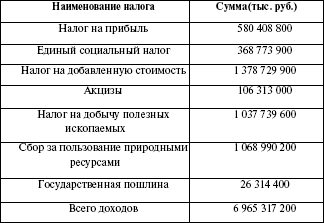 Наименование налога Сумма(тыс. руб.)
Налог на прибыль 580 408 800
Единый социальный налог 368 773 900
Налог на добавленную стоимость 1 378 729 900
Акцизы 106 313 000
Налог на добычу полезных
ископаемых 1 037 739 600
Сбор за пользование природными
ресурсами 1 068 990 200
Государственная пошлина 26 314 400
Всего доходов 6 965 317 200